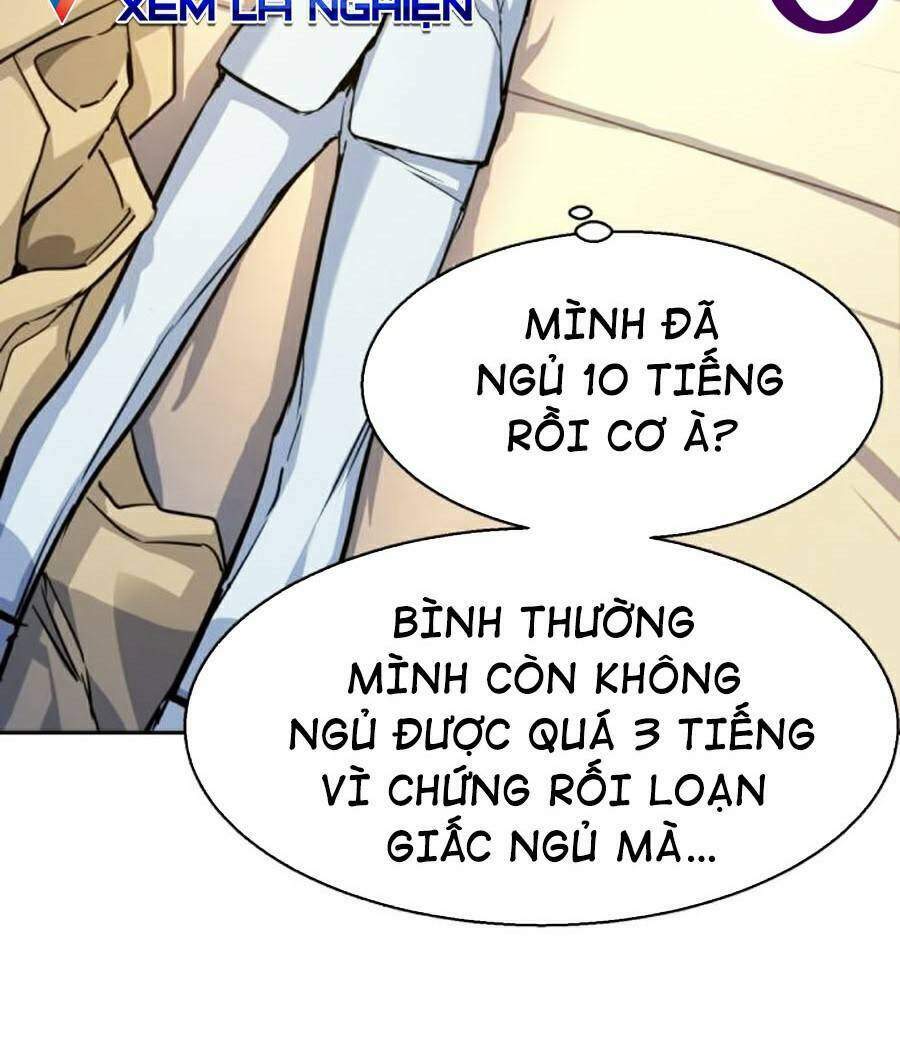 XEM LÀ NGHIỆN
MÌNH ĐÃ
NGỦ 10 TIẾNG
RỒI CƠ À?
BÌNH THƯỜNG
MÌNH CÒN KHÔNG
NGỦ ĐƯỢC QUÁ 3 TIẾNG
VÌ CHỨNG RỐI LOẠN
GIẤC NGỦ MÀ...